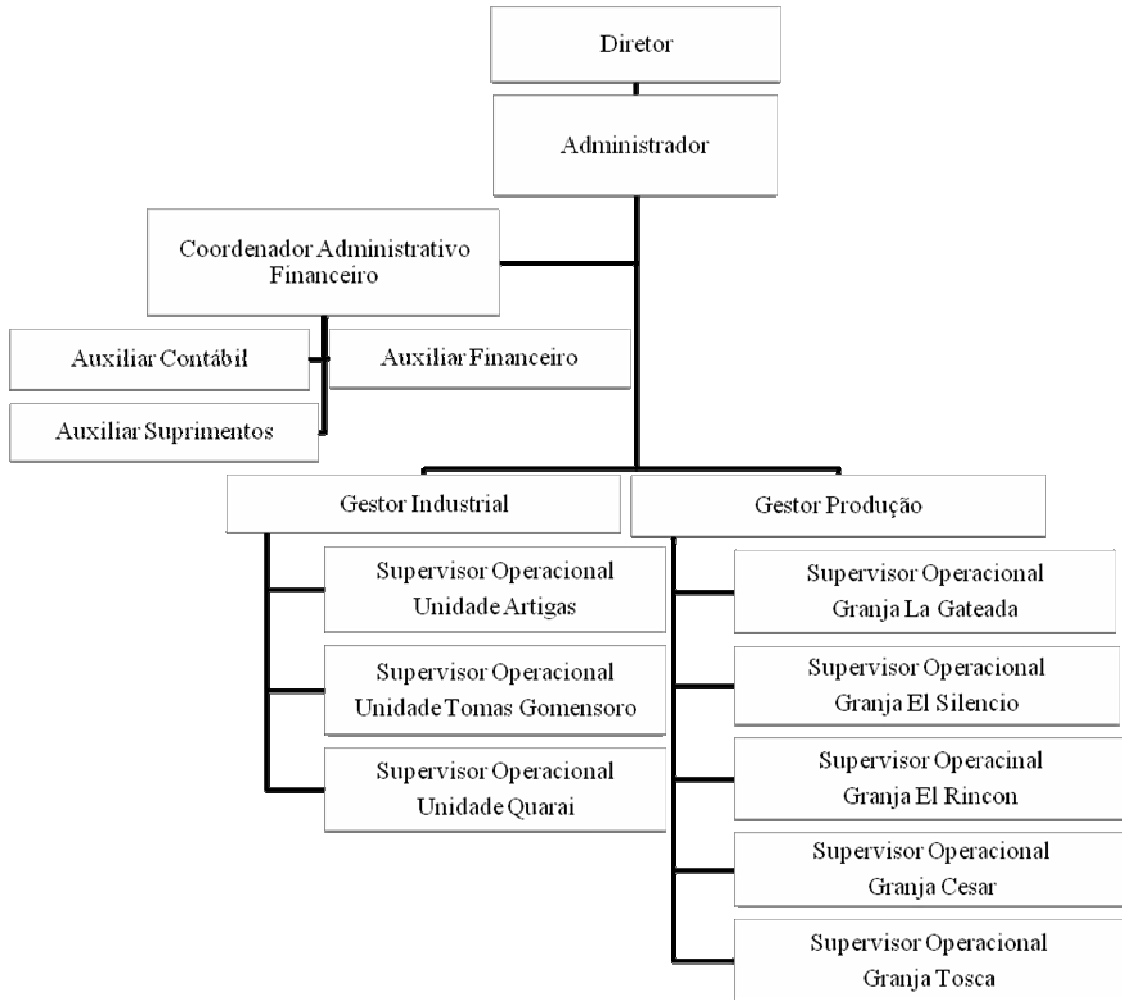 Diretor
Administrador
Coordenador Administrativo
Financeiro
Auxiliar Contábil
Auxiliar Financeiro
Auxiliar Suprimentos
Gestor Industrial
Supervisor Operacional
Unidade Artigas
Supervisor Operacional
Unidade Tomas Gomensoro
Supervisor Operacional
Unidade Quarai
Gestor Produção
Supervisor Operacional
Granja La Gateada
Supervisor Operacional
Granja El Silencio
Supervisor Operacinal
Granja El Rincon
Supervisor Operacional
Granja Cesar
Supervisor Operacional
Granja Tosca